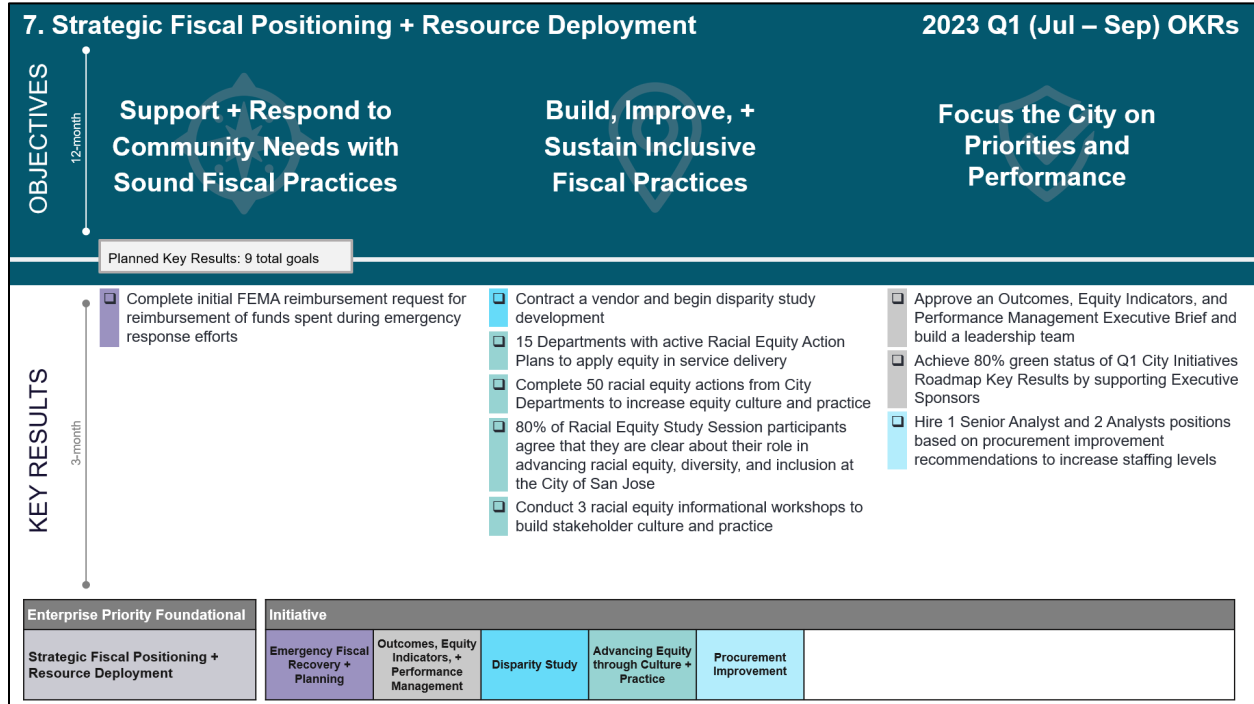 7. Strategic Fiscal Positioning + Resource Deployment
2023 Q1 (Jul – Sep) OKRs
OBJECTIVES
12-month
Support + Respond to
Community Needs with
Sound Fiscal Practices
Build, Improve, +
Sustain Inclusive
Fiscal Practices
Focus the City on
Priorities and
Performance
Planned Key Results: 9 total goals
KEY RESULTS
3-month
❑ Complete initial FEMA reimbursement request for
reimbursement of funds spent during emergency
response efforts
❑ Contract a vendor and begin disparity study
development
❑ 15 Departments with active Racial Equity Action
Plans to apply equity in service delivery
❑ Complete 50 racial equity actions from City
Departments to increase equity culture and practice
❑ 80% of Racial Equity Study Session participants
agree that they are clear about their role in
advancing racial equity, diversity, and inclusion at
the City of San Jose
❑ Conduct 3 racial equity informational workshops to
build stakeholder culture and practice
❑ Approve an Outcomes, Equity Indicators, and
Performance Management Executive Brief and
build a leadership team
❑ Achieve 80% green status of Q1 City Initiatives
Roadmap Key Results by supporting Executive
Sponsors
❑ Hire 1 Senior Analyst and 2 Analysts positions
based on procurement improvement
recommendations to increase staffing levels
Enterprise Priority Foundational
Initiative
Strategic Fiscal Positioning +
Resource Deployment
Emergency Fiscal
Recovery +
Planning
Outcomes, Equity
Indicators, +
Performance
Management
Disparity Study
Advancing Equity
through Culture +
Practice
Procurement
Improvement